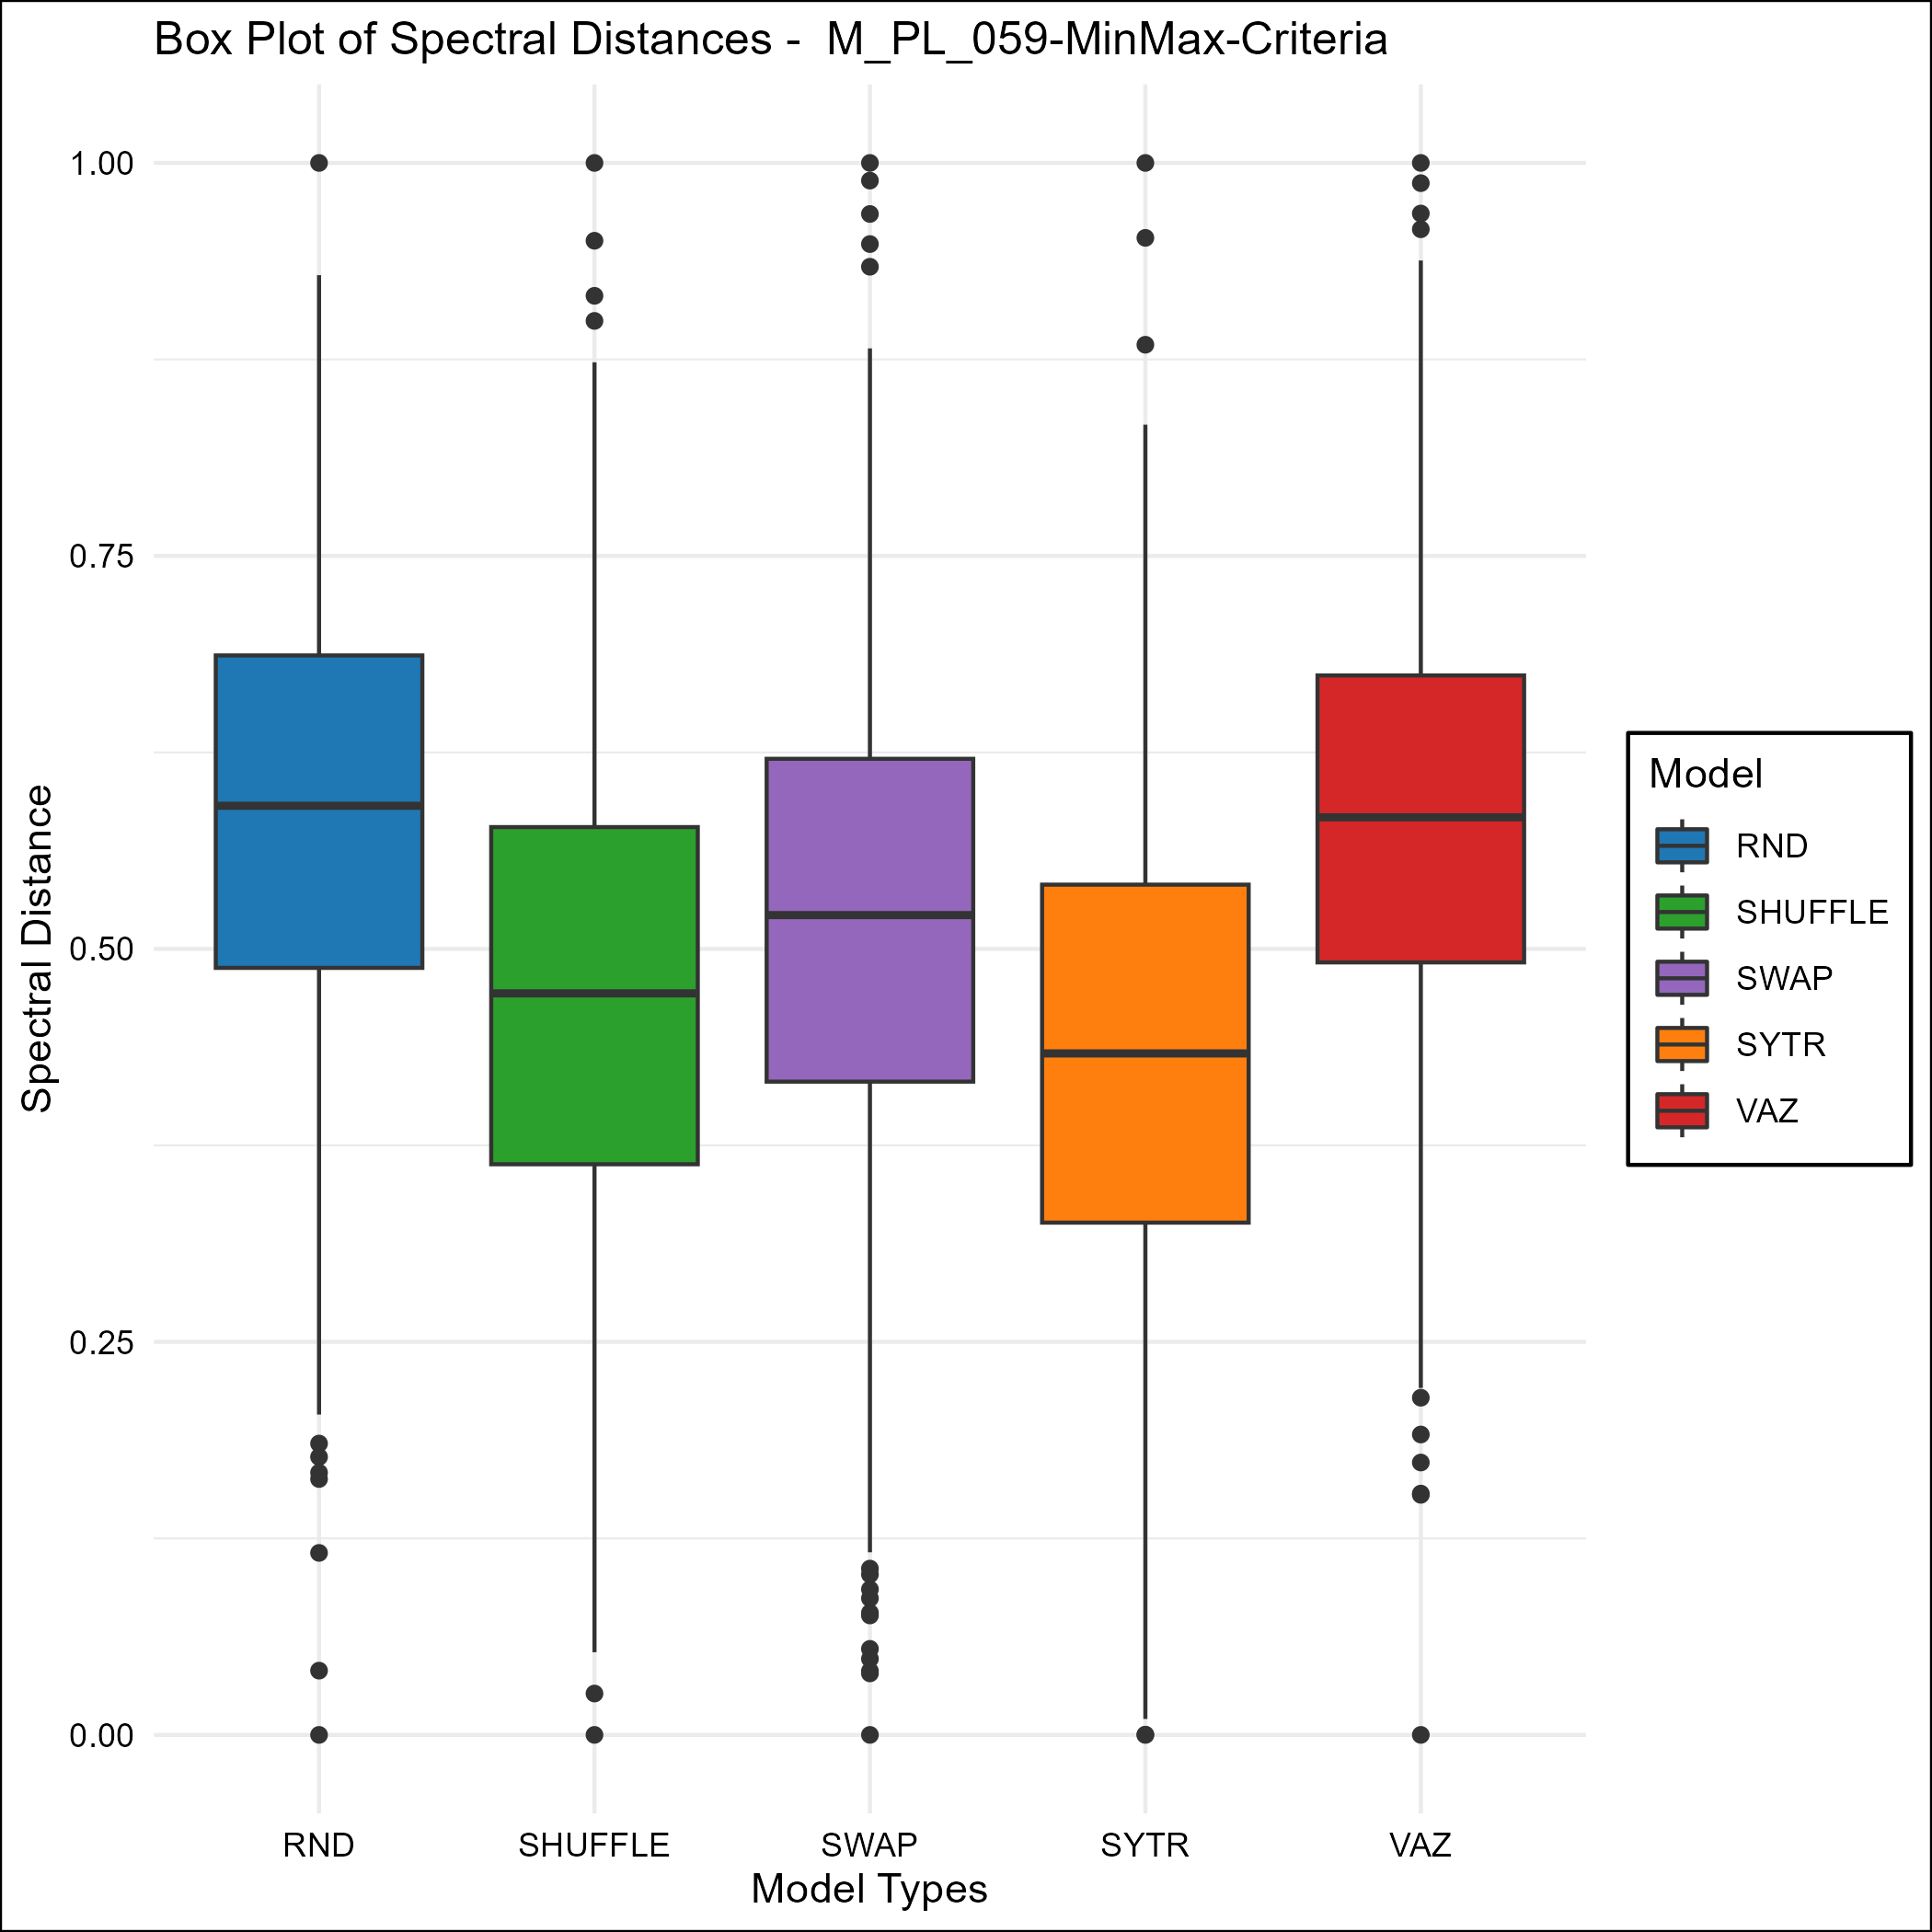 Box Plot of Spectral Distances -  M_PL_059-MinMax-Criteria
1.00
0.75
0.50
0.25
0.00
Spectral Distance
RND
SHUFFLE
SWAP
SYTR
VAZ
Model Types
Model
RND
SHUFFLE
SWAP
SYTR
VAZ